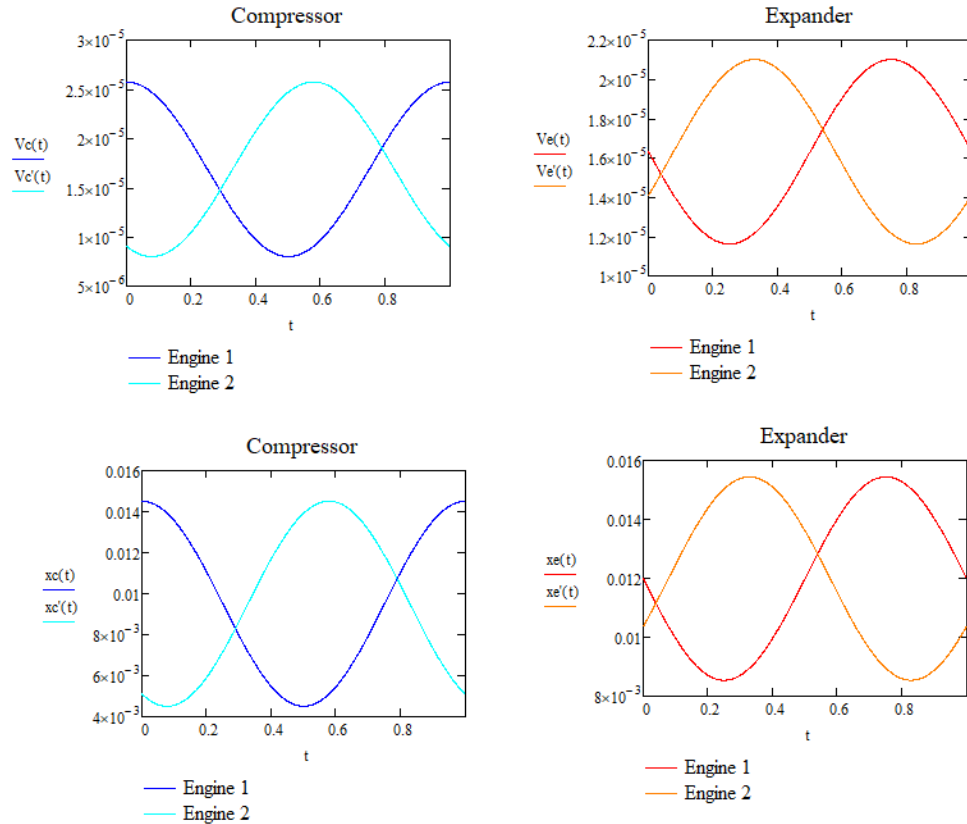 Compressor
3×10⁻⁵
2.5×10⁻⁵
2×10⁻⁵
1.5×10⁻⁵
1×10⁻⁵
5×10⁻⁶
Vc(t)
Vc'(t)
0 0.2 0.4 0.6 0.8
t
Engine 1
Engine 2
Expander
2.2×10⁻⁵
2×10⁻⁵
1.8×10⁻⁵
1.6×10⁻⁵
1.4×10⁻⁵
1.2×10⁻⁵
1×10⁻⁵
Ve(t)
Ve'(t)
0 0.2 0.4 0.6 0.8
t
Engine 1
Engine 2
Compressor
0.016
0.014
0.012
0.01
8×10⁻³
6×10⁻³
4×10⁻³
xc(t)
xc'(t)
0 0.2 0.4 0.6 0.8
t
Engine 1
Engine 2
Expander
0.016
0.014
0.012
0.01
8×10⁻³
xe(t)
xe'(t)
0 0.2 0.4 0.6 0.8
t
Engine 1
Engine 2